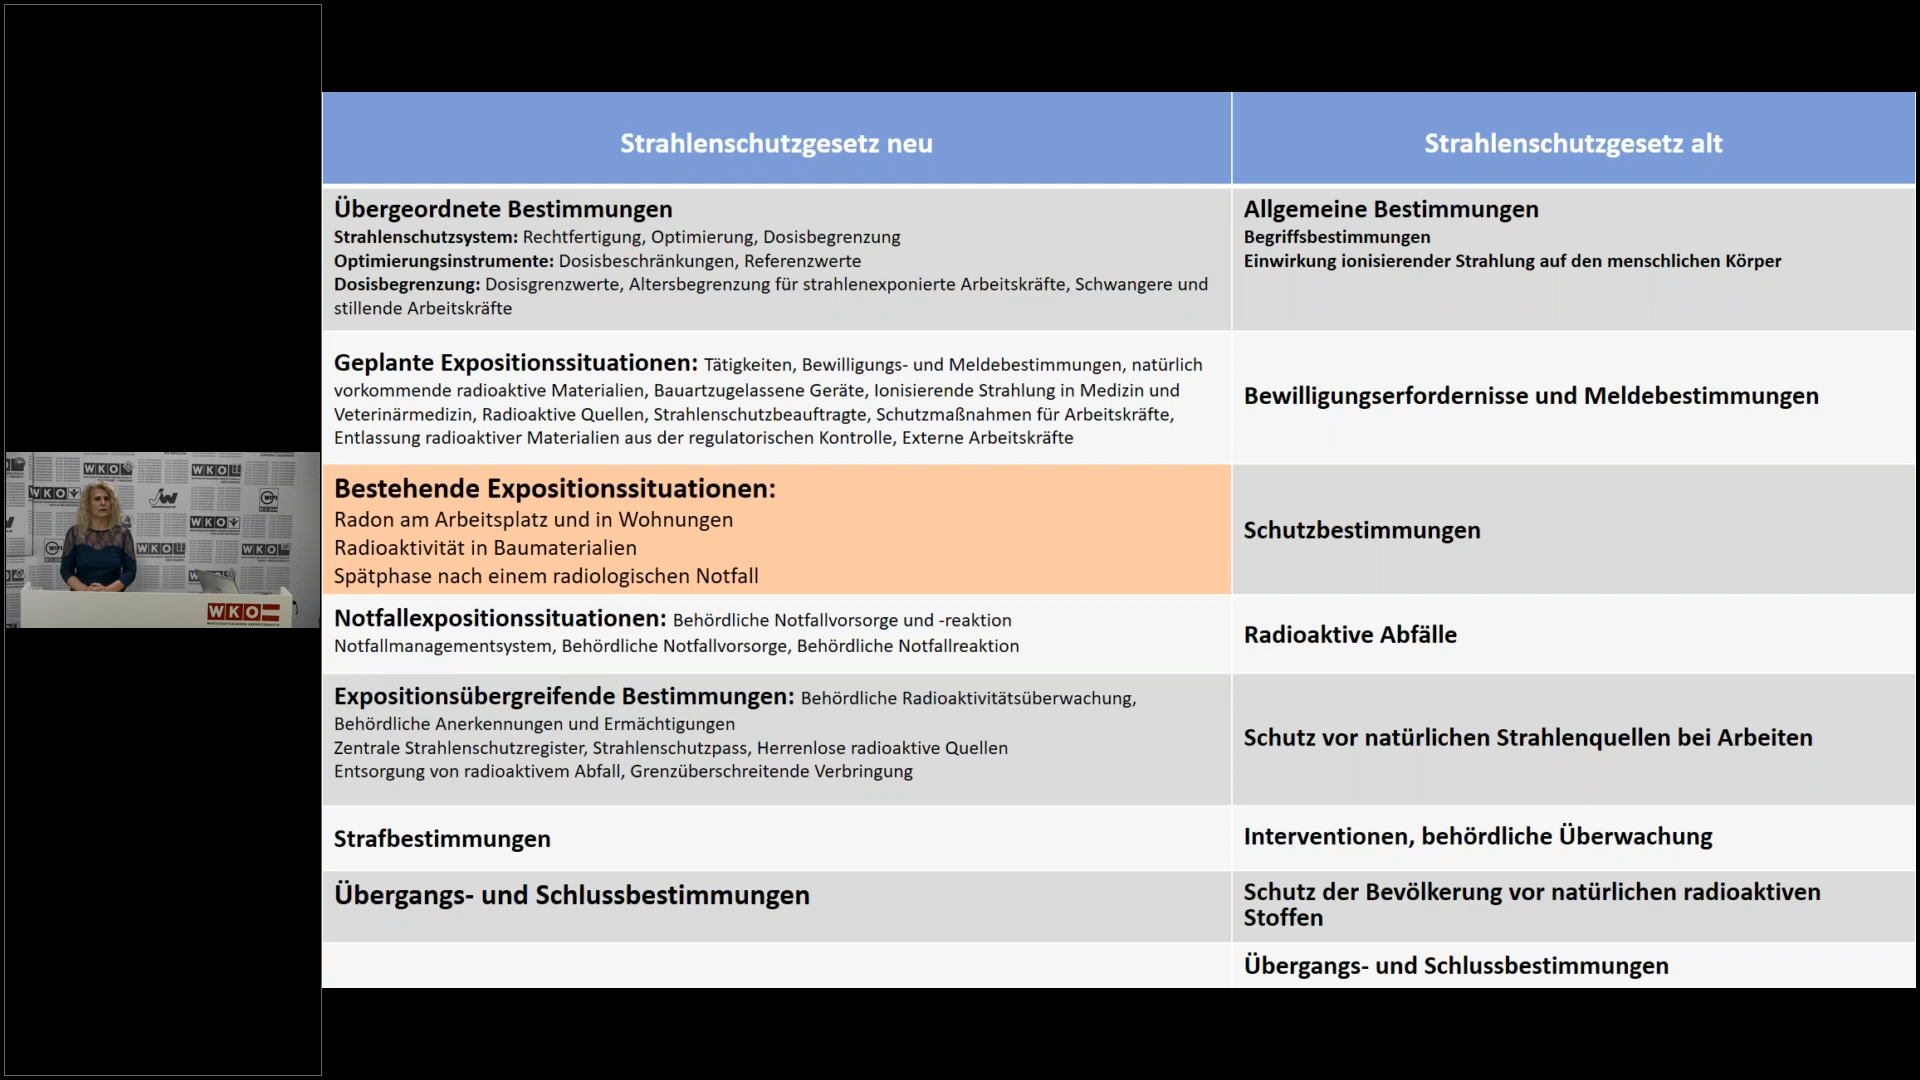 Strahlenschutzgesetz neu
Strahlenschutzgesetz alt
Übergeordnete Bestimmungen
Strahlenschutzsystem: Rechtfertigung, Optimierung, Dosisbegrenzung
Optimierungsinstrumente: Dosisbeschränkungen, Referenzwerte
Dosisbegrenzung: Dosisgrenzwerte, Altersbegrenzung für strahlenexponierte Arbeitskräfte, Schwangere und
stillende Arbeitskräfte
Allgemeine Bestimmungen
Begriffsbestimmungen
Einwirkung ionisierender Strahlung auf den menschlichen Körper
Geplante Expositionssituationen: Tätigkeiten, Bewilligungs- und Meldebestimmungen, natürlich
vorkommende radioaktive Materialien, Bauartzugelassene Geräte, Ionisierende Strahlung in Medizin und
Veterinärmedizin, Radioaktive Quellen, Strahlenschutzbeauftragte, Schutzmaßnahmen für Arbeitskräfte,
Entlassung radioaktiver Materialien aus der regulatorischen Kontrolle, Externe Arbeitskräfte
Bewilligungserfordernisse und Meldebestimmungen
Bestehende Expositionssituationen:
Radon am Arbeitsplatz und in Wohnungen
Radioaktivität in Baumaterialien
Spätphase nach einem radiologischen Notfall
Schutzbestimmungen
Notfallexpositionssituationen: Behördliche Notfallvorsorge und -reaktion
Notfallmanagementsystem, Behördliche Notfallvorsorge, Behördliche Notfallreaktion
Radioaktive Abfälle
Expositionsübergreifende Bestimmungen: Behördliche Radioaktivitätsüberwachung,
Behördliche Anerkennungen und Ermächtigungen
Zentrale Strahlenschutzregister, Strahlenschutzpass, Herrenlose radioaktive Quellen
Entsorgung von radioaktivem Abfall, Grenzüberschreitende Verbringung
Schutz vor natürlichen Strahlenquellen bei Arbeiten
Strafbestimmungen
Interventionen, behördliche Überwachung
Übergangs- und Schlussbestimmungen
Schutz der Bevölkerung vor natürlichen radioaktiven
Stoffen
Übergangs- und Schlussbestimmungen
WKO
WKO
WKO
WKO
WKO
WKO
WKO